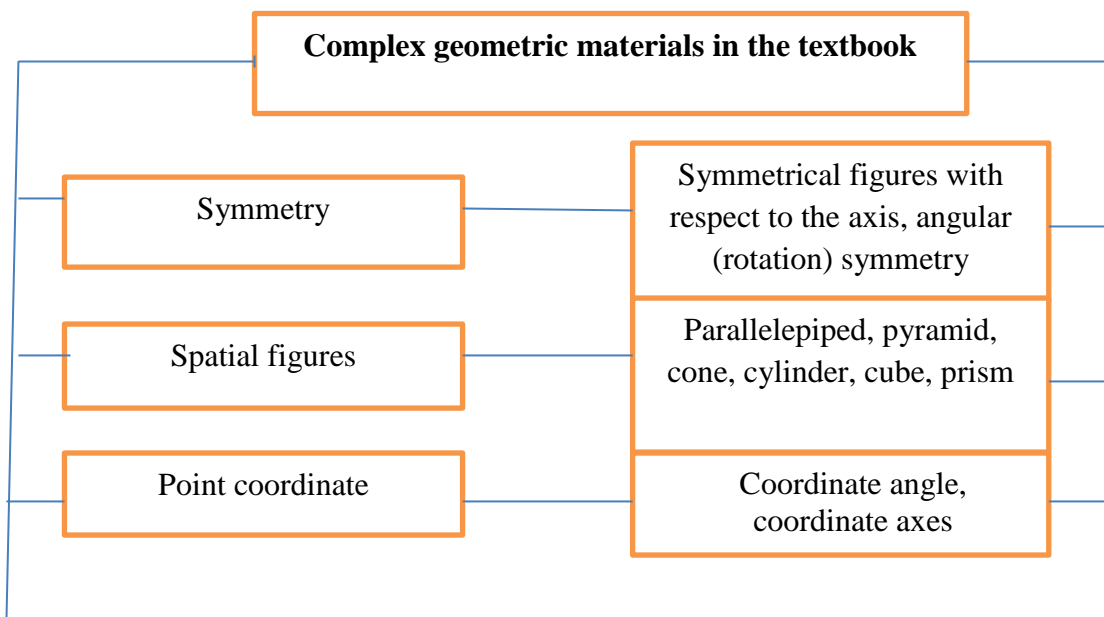 Complex geometric materials in the textbook
Symmetry
Symmetrical figures with
respect to the axis, angular
(rotation) symmetry
Spatial figures
Parallelepiped, pyramid,
cone, cylinder, cube, prism
Point coordinate
Coordinate angle,
coordinate axes